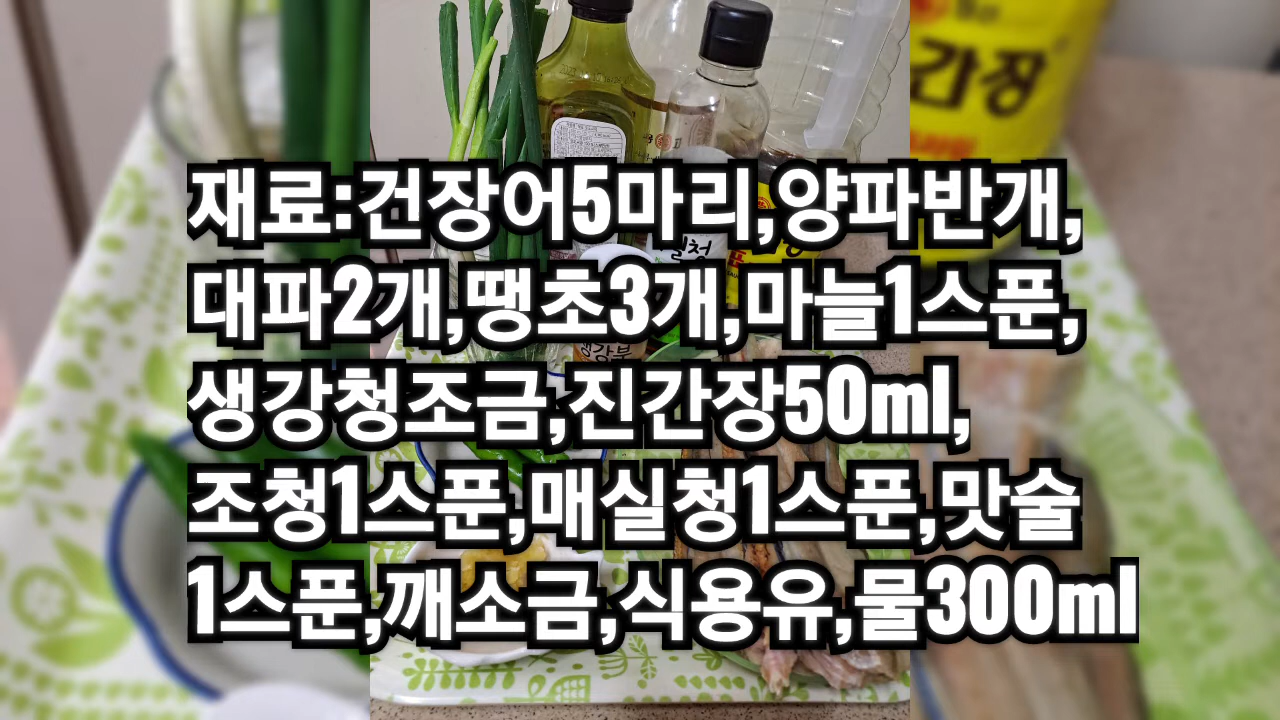 간장
재료:건장어5마리,양파반개,
대파2개,땡초3개,마늘1스푼,
생강청조금,진간장50ml,
조청1스푼,매실청1스푼,맛술
1스푼,깨소금,식용유,물300ml